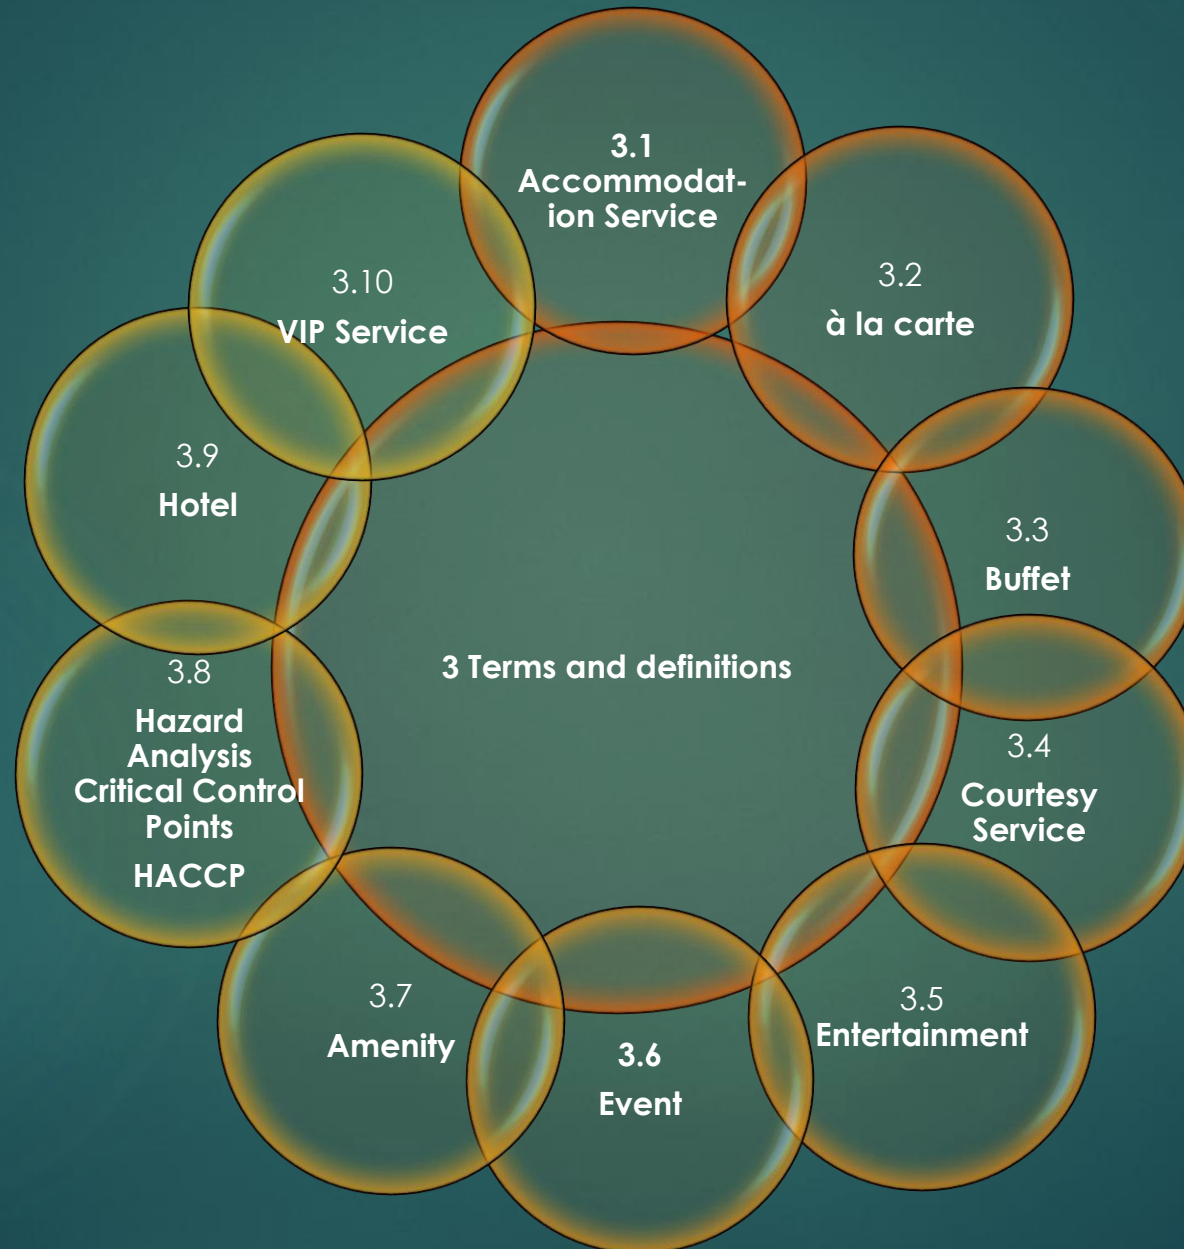 3.1
Accommodat-
ion Service
3.2
à la carte
3.3
Buffet
3.4
Courtesy
Service
3.5
Entertainment
3.6
Event
3.7
Amenity
3.8
Hazard
Analysis
Critical Control
Points
HACCP
3.9
Hotel
3.10
VIP Service
3 Terms and definitions